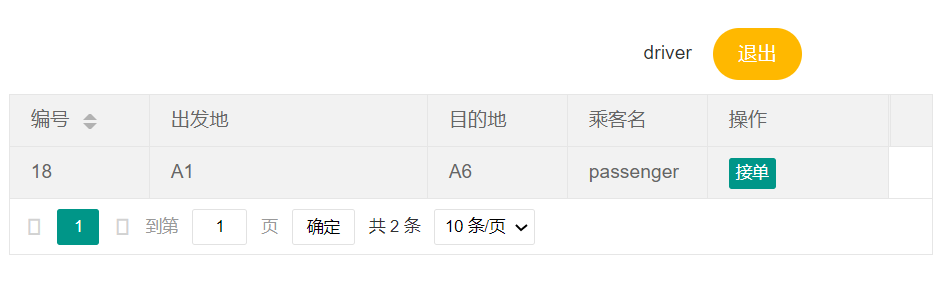 driver 退出
编号 出发地 目的地 乘客名 操作
18 A1 A6 passenger 接单
1 到第 1 页 确定 共 2 条 10 条/页